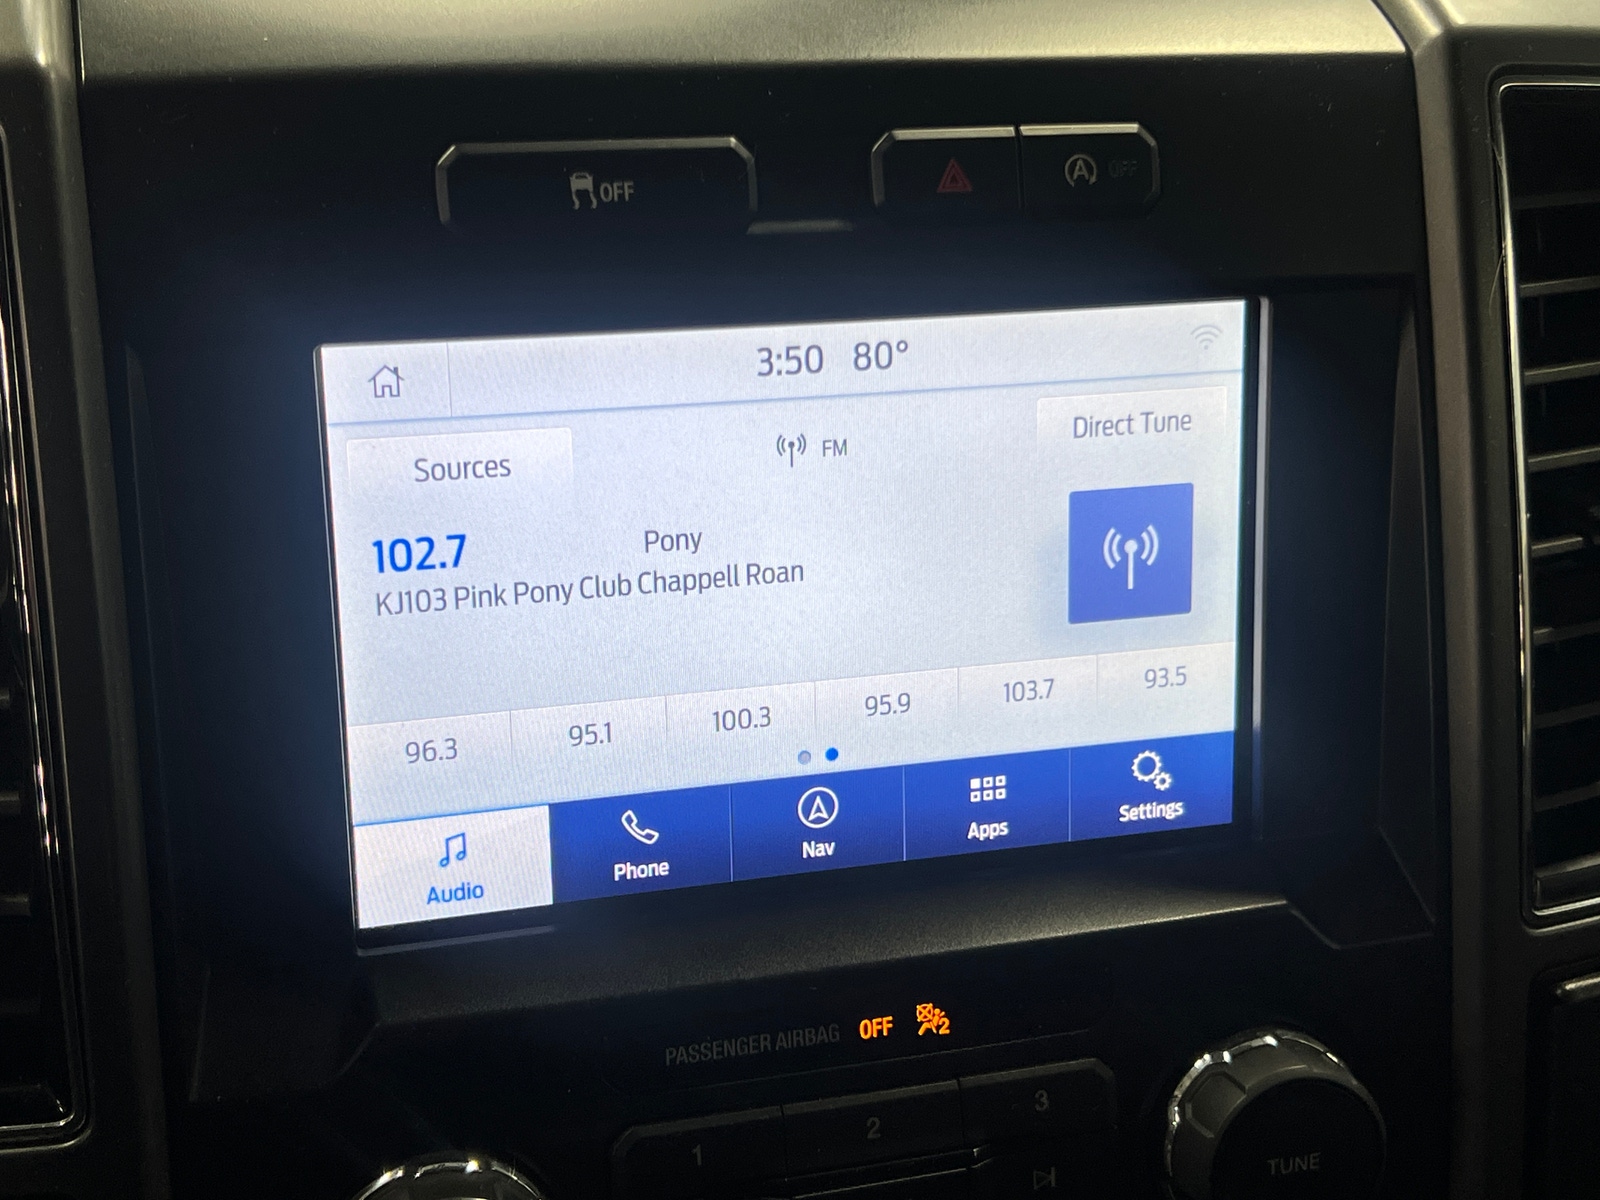 OFF
A OFF
3:50 80°
Sources
FM
Direct Tune
102.7
Pony
KJ103 Pink Pony Club Chappell Roan
96.3
95.1
100.3
95.9
103.7
93.5
Audio
Phone
Nav
Apps
Settings
PASSENGER AIRBAG OFF 2
1
2
3
TUNE